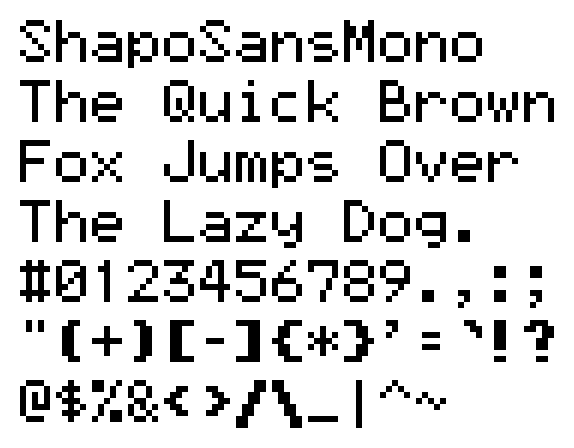 ShapoSansMono
The Quick Brown
Fox Jumps Over
The Lazy Dog.
#0123456789.,:;
"(+)[-]{*}'=`!?
@$%&<>/\_|^~